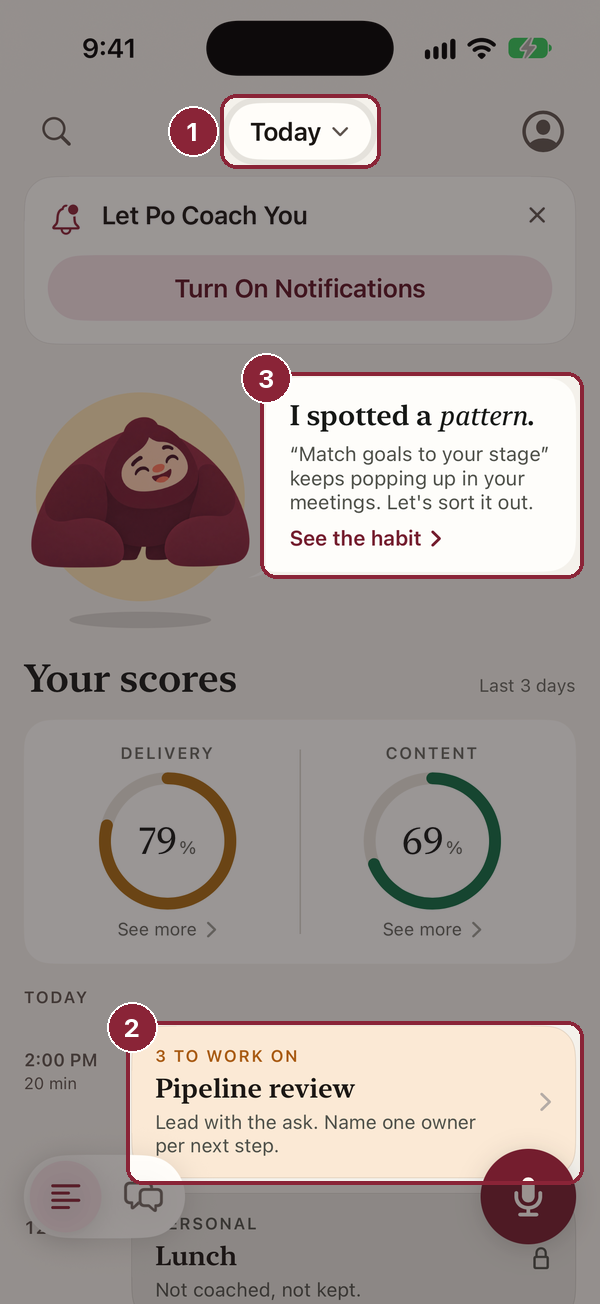 9:41
1
Today
Let Po Coach You
Turn On Notifications
3
I spotted a pattern.
“Match goals to your stage”
keeps popping up in your
meetings. Let's sort it out.
See the habit
Your scores
Last 3 days
DELIVERY
CONTENT
79%
69%
See more
See more
TODAY
2
2:00 PM
20 min
3 TO WORK ON
Pipeline review
Lead with the ask. Name one owner
per next step.
ERSONAL
Lunch
Not coached, not kept.